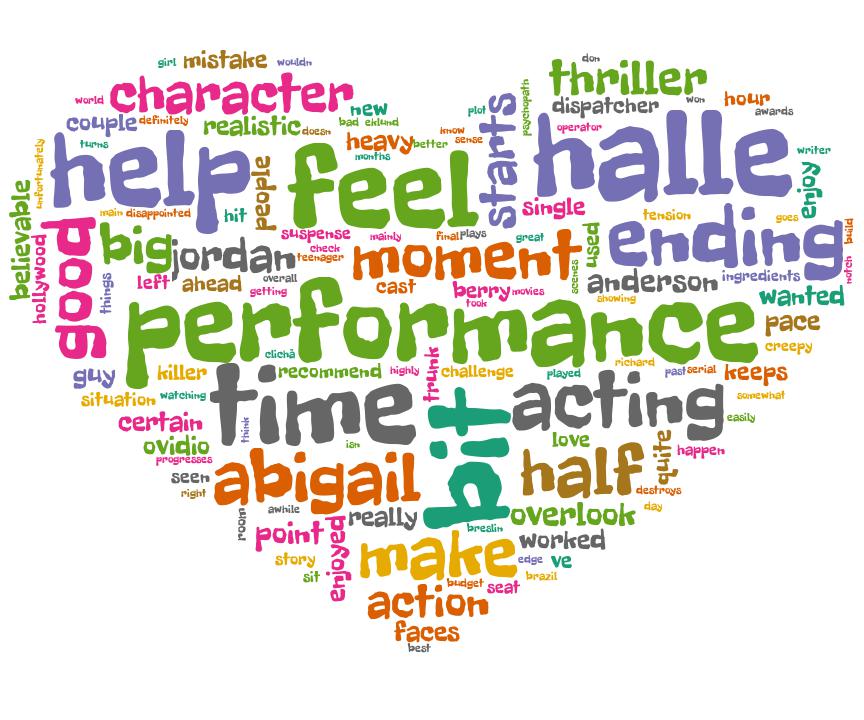 don
girl mistake wouldn
thriller
world character new plot psychopath dispatcher won hour awards
couple definitely realistic doesn bad eklund know starts operator
unfortunately turns help people heavy better sense halle writer
months feel enjoy
believable main disappointed hit single tension goes build
good suspense mainly final plays great used ending
hollywood big jordan check moment scenes notch
things left ahead teenager overall cast berry movies anderson ingredients
getting took showing wanted
performance pace
clichã richard creepy
guy killer recommend highly trunk challenge played past serial keeps
situation watching time bit acting somewhat
certain think easily
ovidio isn love quite happen
progresses
seen abigail half destroys
right day
room awhile really overlook
point enjoyed breslin worked
story make edge ve
sit budget seat brazil
action
faces
best